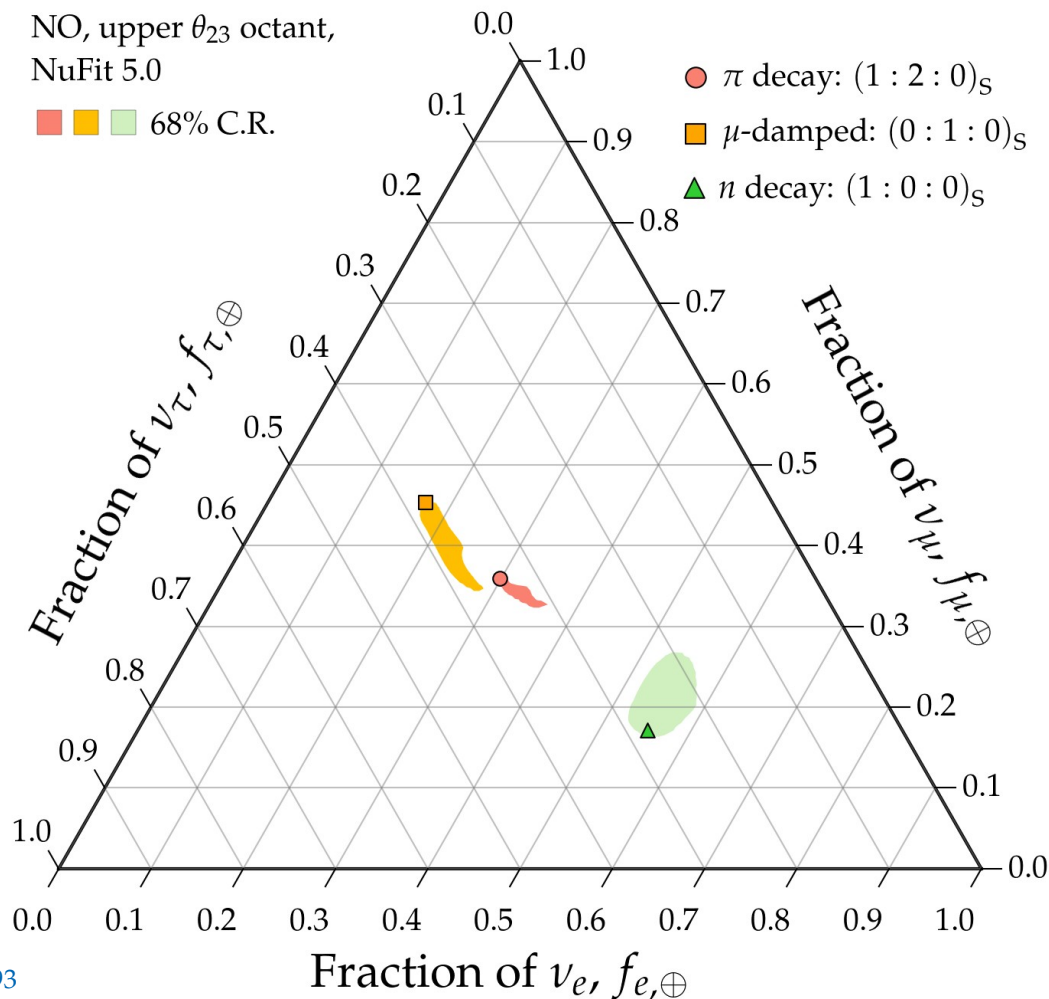 NO, upper θ₂₃ octant,
NuFit 5.0
68% C.R.
π decay: (1 : 2 : 0)S
μ-damped: (0 : 1 : 0)S
n decay: (1 : 0 : 0)S
0.0
0.1
0.2
0.3
0.4
0.5
0.6
0.7
0.8
0.9
1.0
Fraction of ντ, fτ,⊕
1.0
0.9
0.8
0.7
0.6
0.5
0.4
0.3
0.2
0.1
0.0
Fraction of νμ, fμ,⊕
0.0 0.1 0.2 0.3 0.4 0.5 0.6 0.7 0.8 0.9 1.0
Fraction of νe, fe,⊕